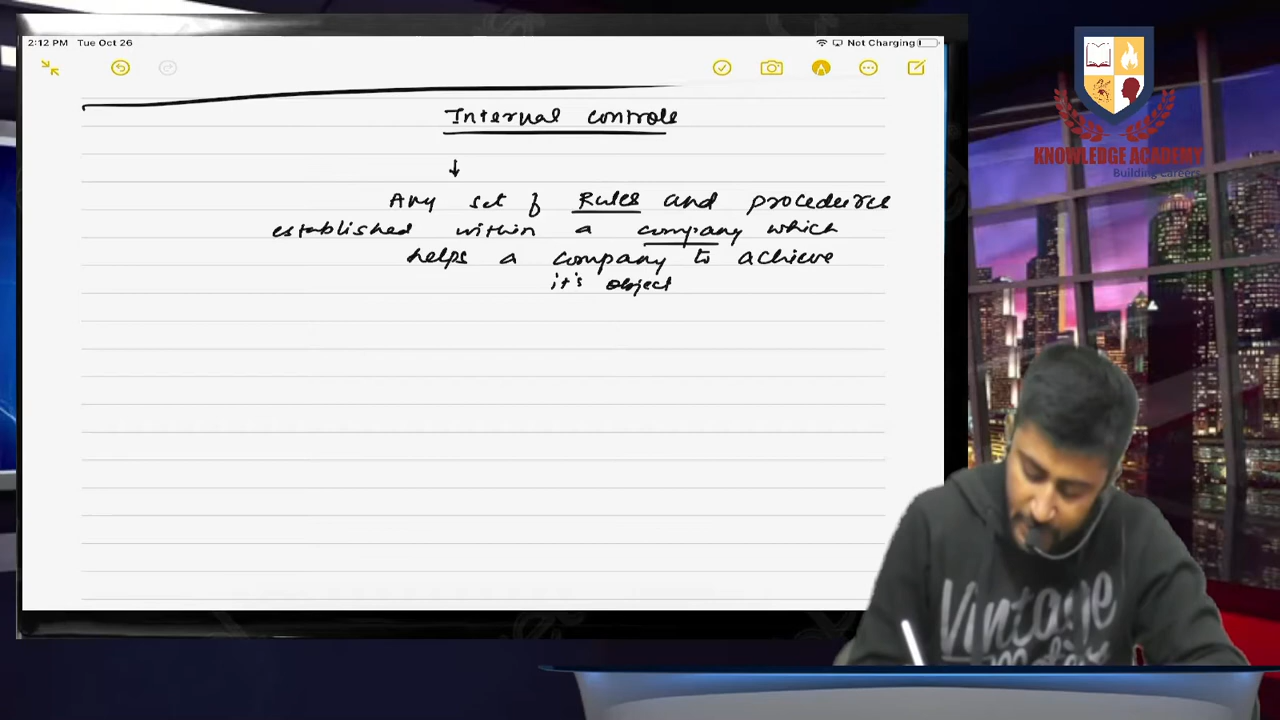 2:12 PM Tue Oct 26
Not Charging
Internal controls
Any set of Rules and procedures
established within a company which
helps a company to achieve
it's object
KNOWLEDGE ACADEMY
Building Careers
Vintage